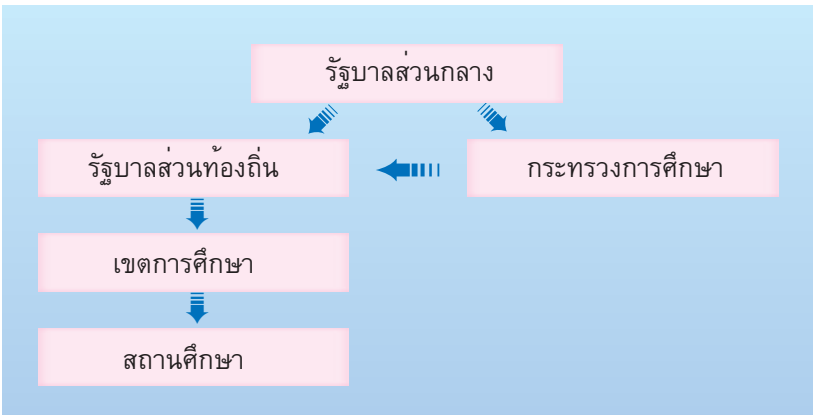 รัฐบาลส่วนกลาง
รัฐบาลส่วนท้องถิ่น
กระทรวงการศึกษา
เขตการศึกษา
สถานศึกษา